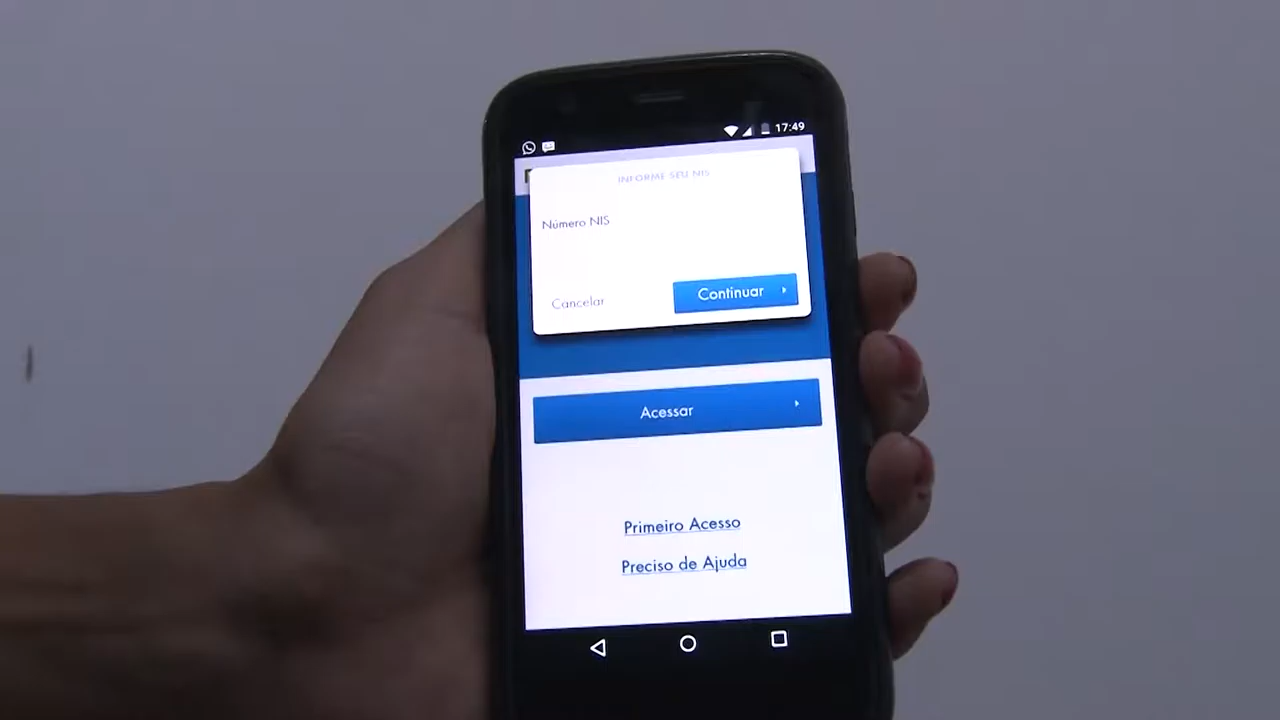 17:49
INFORME SEU NIS
Número NIS
Cancelar
Continuar
Acessar
Primeiro Acesso
Preciso de Ajuda